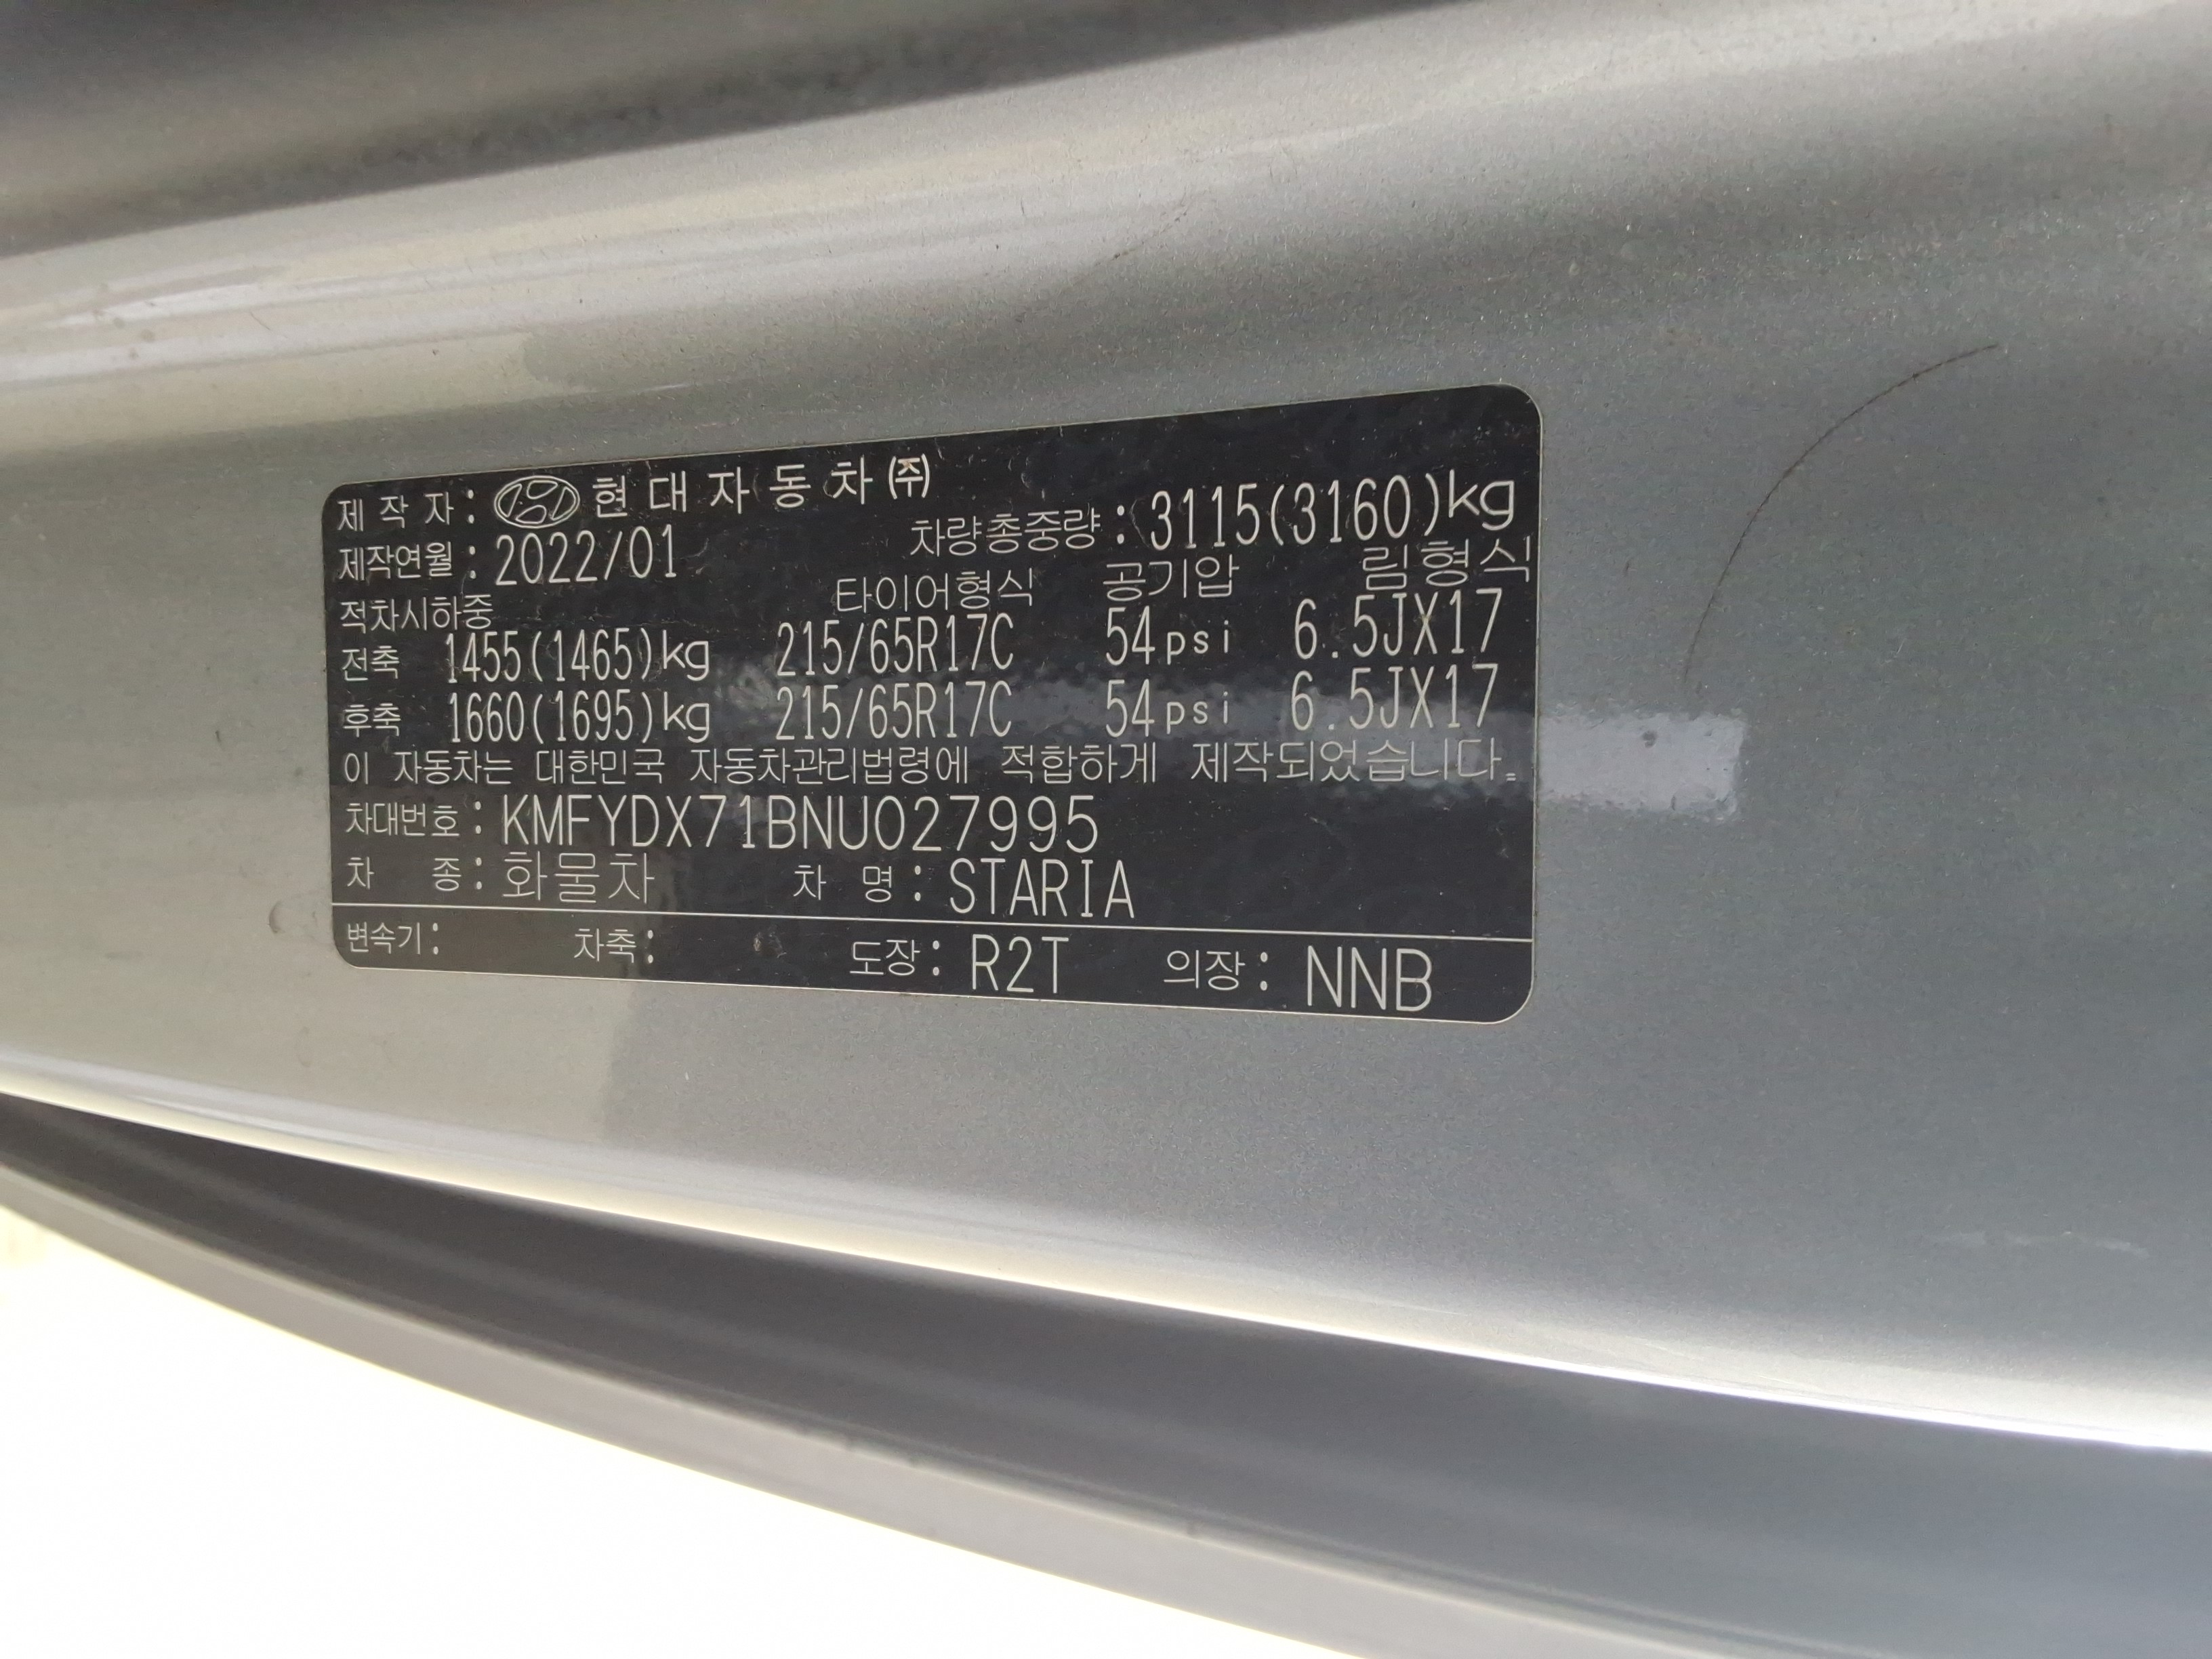 제 작 자 : 현 대 자 동 차 ㈜
제작연월 : 2022/01 차량총중량 : 3115(3160)kg
적차시하중 타이어형식 공기압 림형식
전축 1455(1465)kg 215/65R17C 54psi 6.5JX17
후축 1660(1695)kg 215/65R17C 54psi 6.5JX17
이 자동차는 대한민국 자동차관리법령에 적합하게 제작되었습니다.
차대번호 : KMFYDX71BNU027995
차 종 : 화물차 차 명 : STARIA
변속기 : 차축 : 도장 : R2T 의장 : NNB